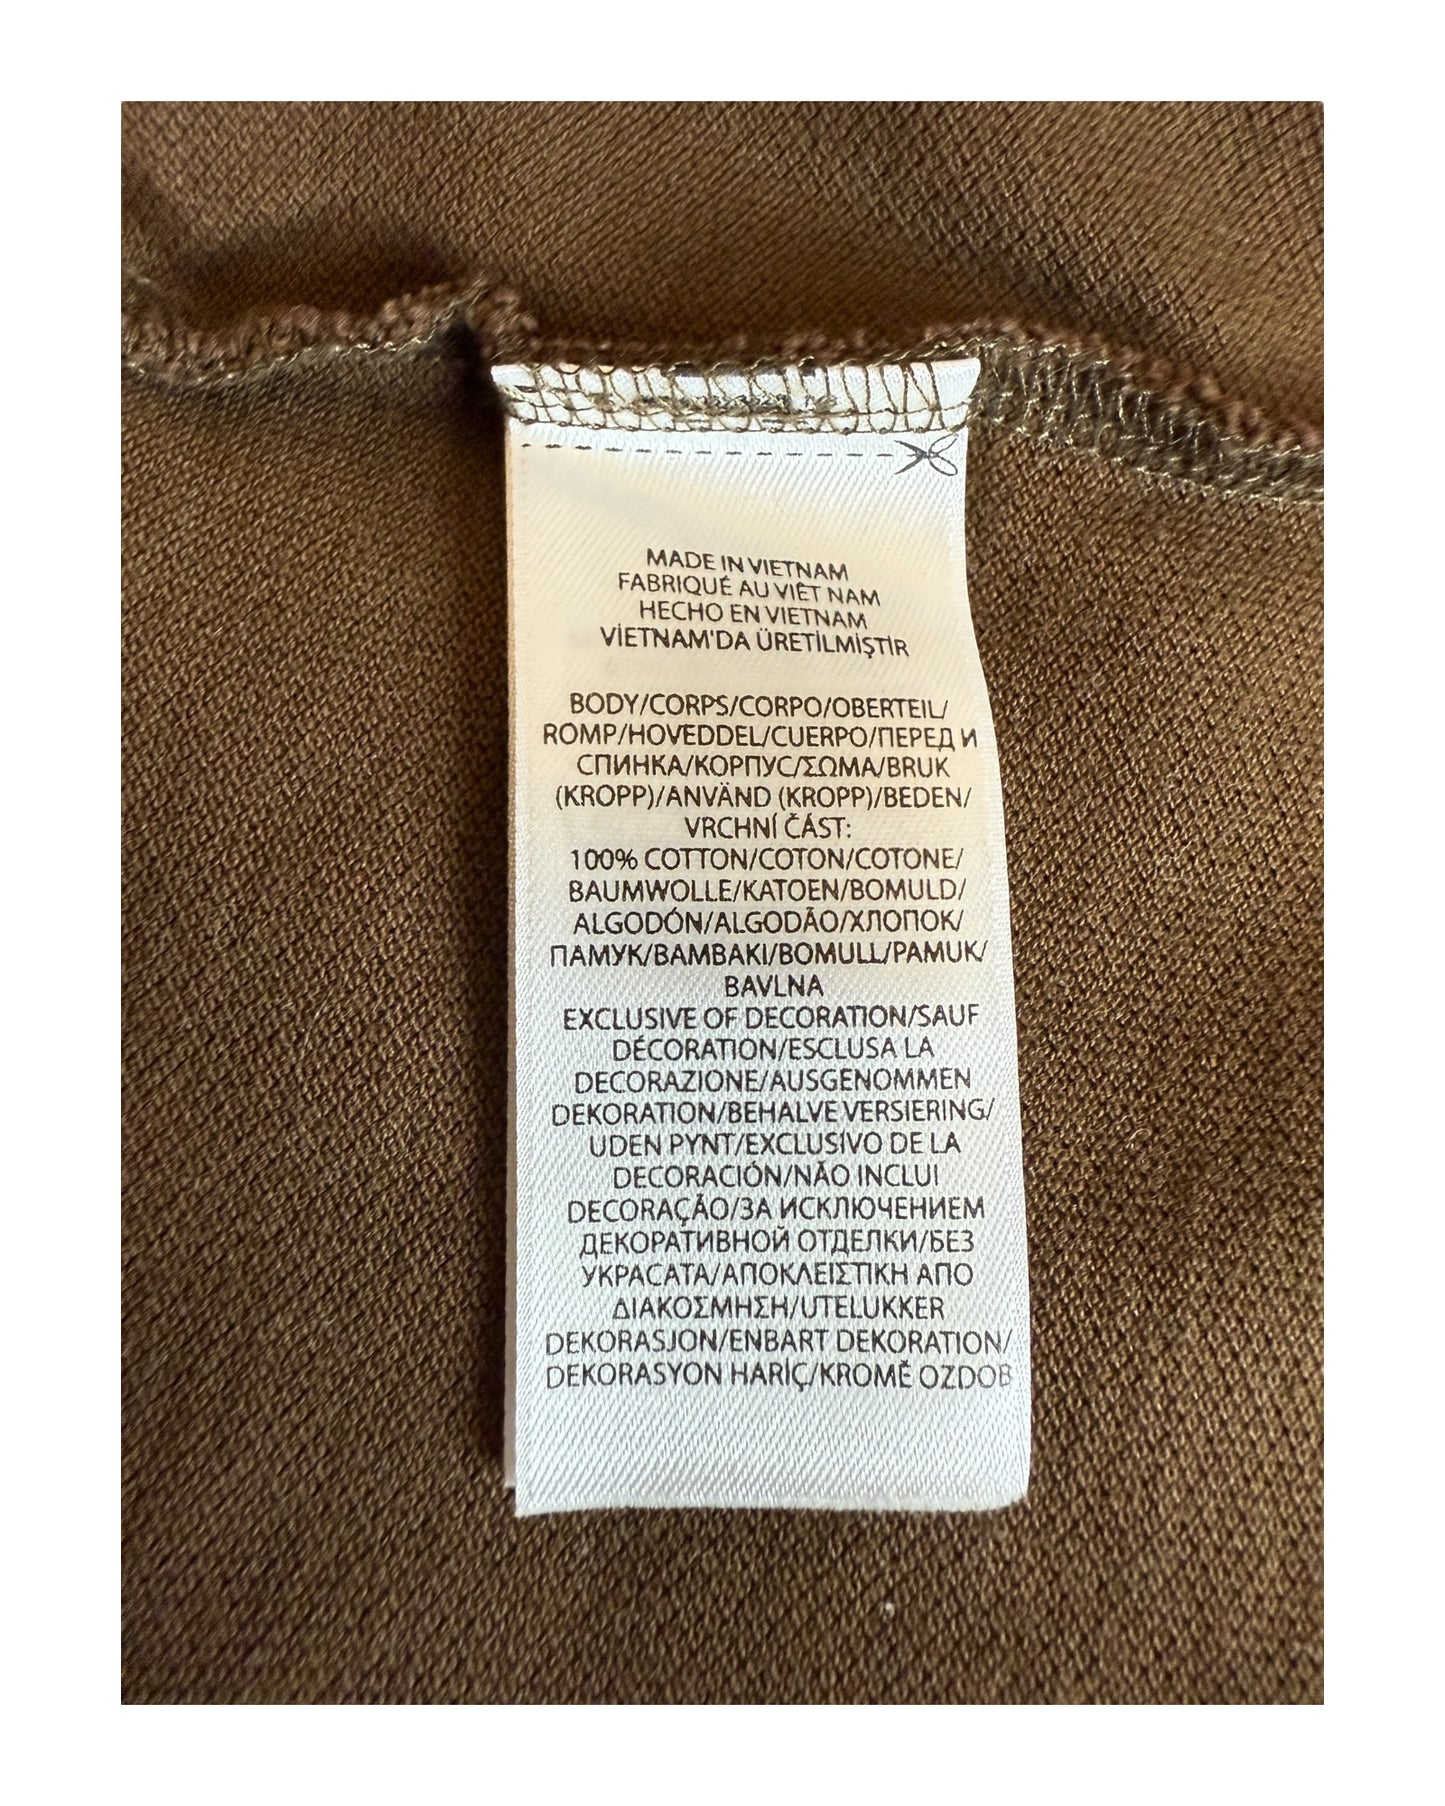 MADE IN VIETNAM
FABRIQUÉ AU VIÊT NAM
HECHO EN VIETNAM
VİETNAM'DA ÜRETİLMİŞTİR
BODY/CORPS/CORPO/OBERTEIL/
ROMP/HOVEDDEL/CUERPO/ПЕРЕД И
СПИНКА/КОРПУС/ΣΩΜΑ/BRUK
(KROPP)/ANVÄND (KROPP)/BEDEN/
VRCHNÍ ČÁST:
100% COTTON/COTON/COTONE/
BAUMWOLLE/KATOEN/BOMULD/
ALGODÓN/ALGODÃO/ХЛОПОК/
ПАМУК/BAMBAKI/BOMULL/PAMUK/
BAVLNA
EXCLUSIVE OF DECORATION/SAUF
DÉCORATION/ESCLUSA LA
DECORAZIONE/AUSGENOMMEN
DEKORATION/BEHALVE VERSIERING/
UDEN PYNT/EXCLUSIVO DE LA
DECORACIÓN/NÃO INCLUI
DECORAÇÃO/ЗА ИСКЛЮЧЕНИЕМ
ДЕКОРАТИВНОЙ ОТДЕЛКИ/БЕЗ
УКРАСАТА/ΑΠΟΚΛΕΙΣΤΙΚΗ ΑΠΟ
ΔΙΑΚΟΣΜΗΣΗ/UTELUKKER
DEKORASJON/ENBART DEKORATION/
DEKORASYON HARİÇ/KROMĚ OZDOB